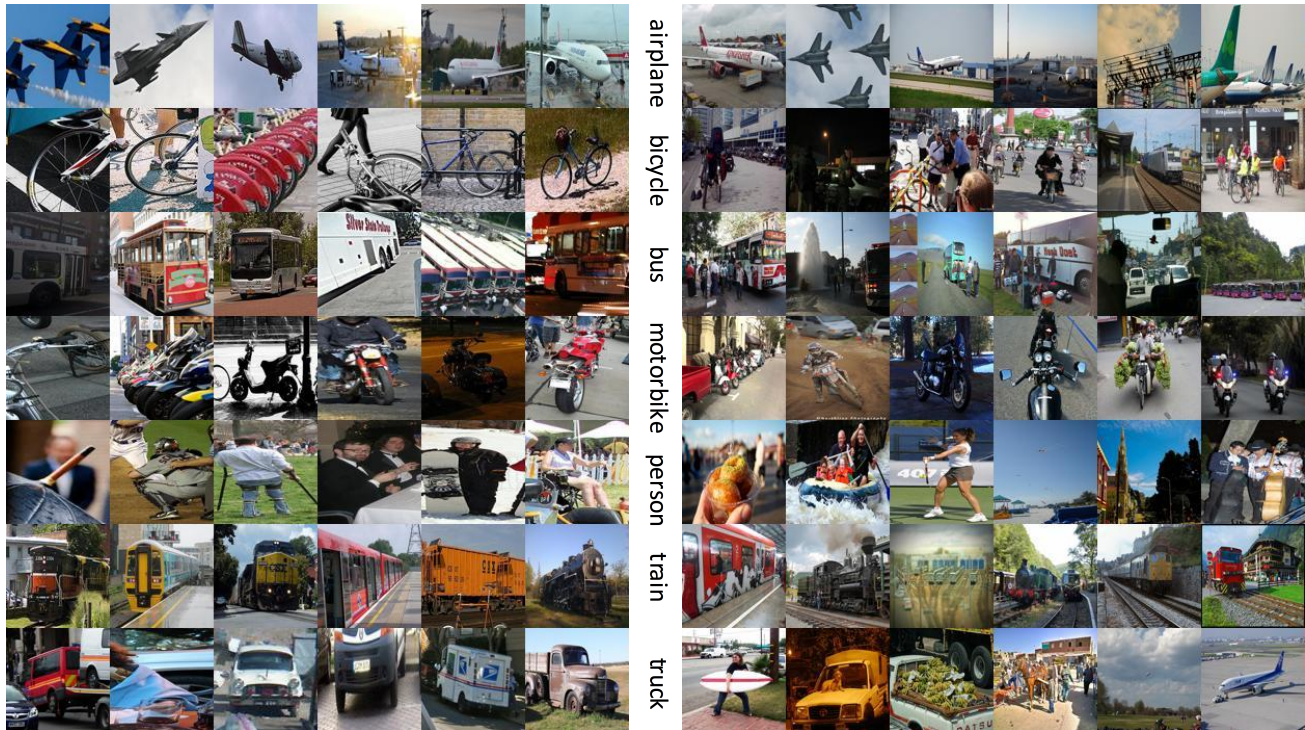 airplane
bicycle
bus
motorbike
person
train
truck